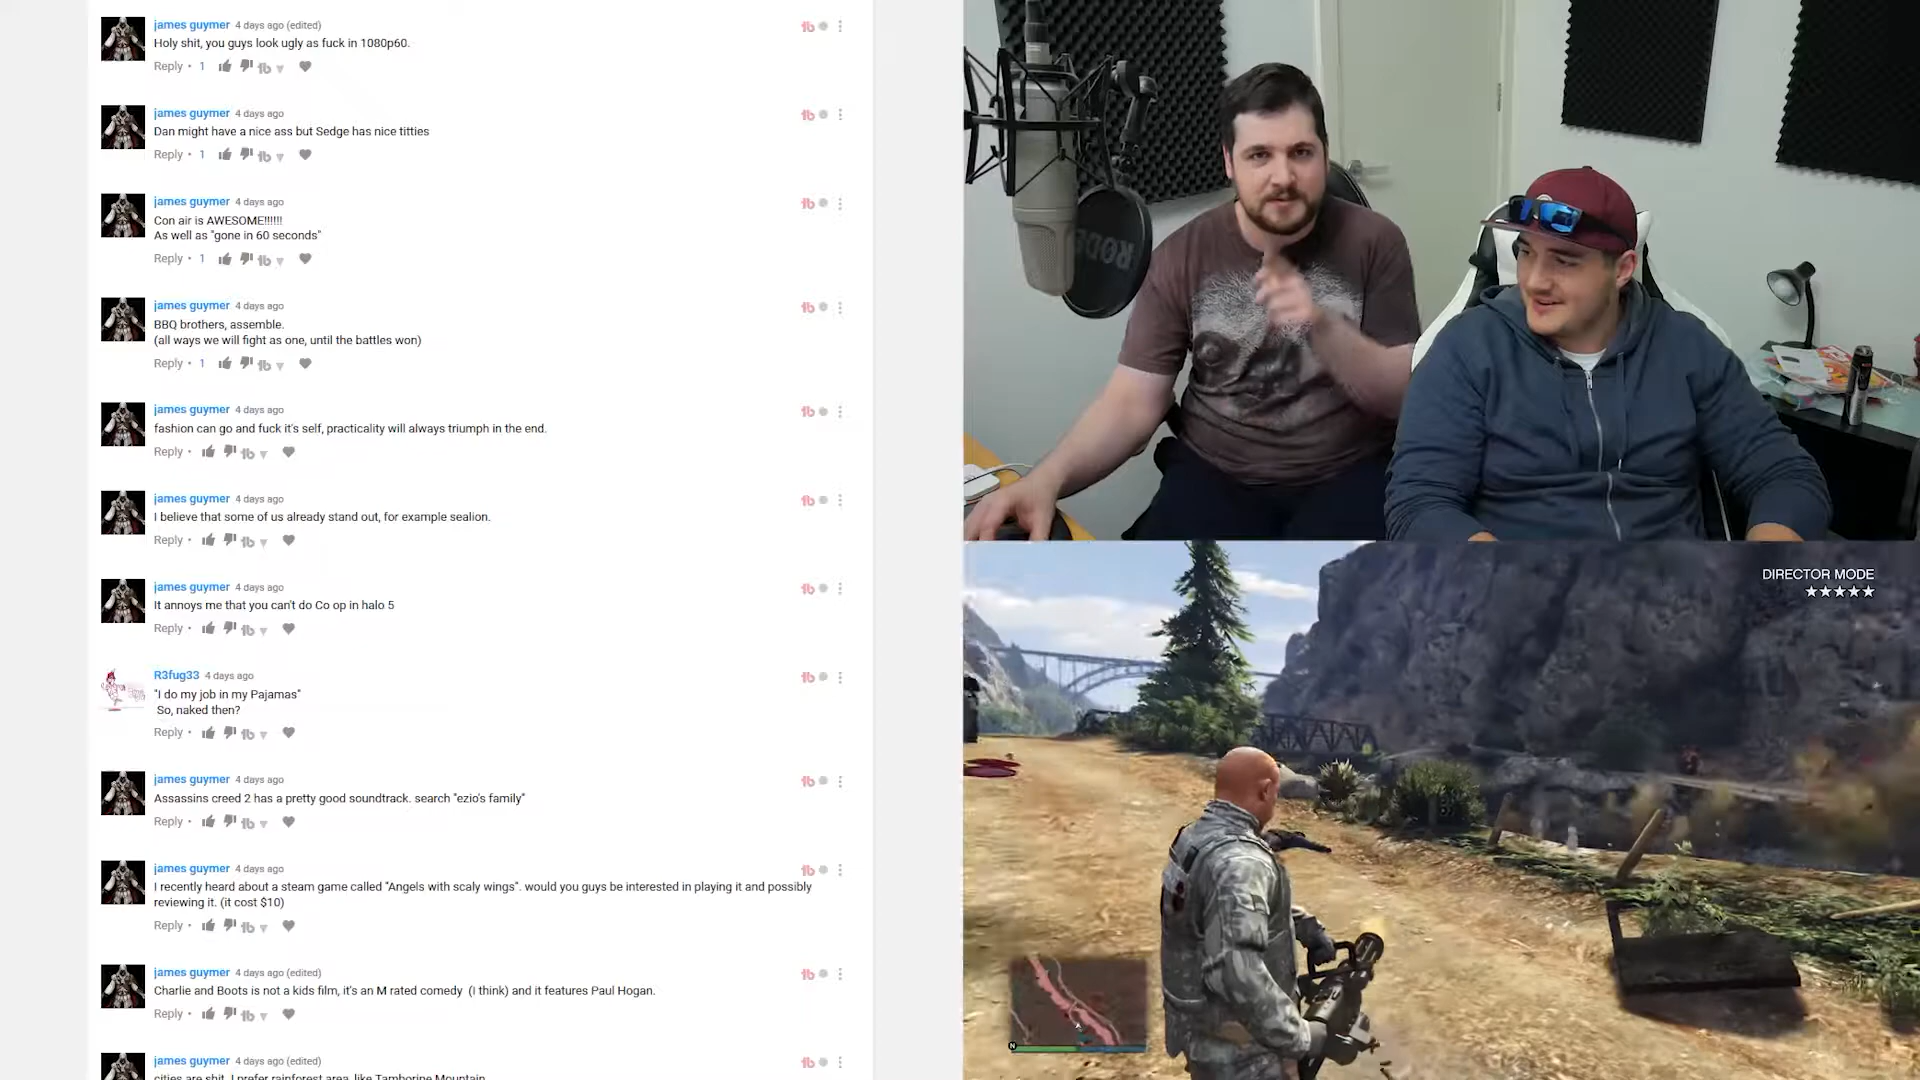 james guymer 4 days ago (edited)
Holy shit, you guys look ugly as fuck in 1080p60.
Reply • 1
james guymer 4 days ago
Dan might have a nice ass but Sedge has nice titties
Reply • 1
james guymer 4 days ago
Con air is AWESOME!!!!!!
As well as "gone in 60 seconds"
Reply • 1
james guymer 4 days ago
BBQ brothers, assemble.
(all ways we will fight as one, until the battles won)
Reply • 1
james guymer 4 days ago
fashion can go and fuck it's self, practicality will always triumph in the end.
Reply •
james guymer 4 days ago
I believe that some of us already stand out, for example sealion.
Reply •
james guymer 4 days ago
It annoys me that you can't do Co op in halo 5
Reply •
R3fug33 4 days ago
"I do my job in my Pajamas"
So, naked then?
Reply •
james guymer 4 days ago
Assassins creed 2 has a pretty good soundtrack. search "ezio's family"
Reply •
james guymer 4 days ago
I recently heard about a steam game called "Angels with scaly wings". would you guys be interested in playing it and possibly
reviewing it. (it cost $10)
Reply •
james guymer 4 days ago (edited)
Charlie and Boots is not a kids film, it's an M rated comedy (I think) and it features Paul Hogan.
Reply •
james guymer 4 days ago (edited)
cities are shit, I prefer rainforest area, like Tamborine Mountain
RODE
DIRECTOR MODE
N